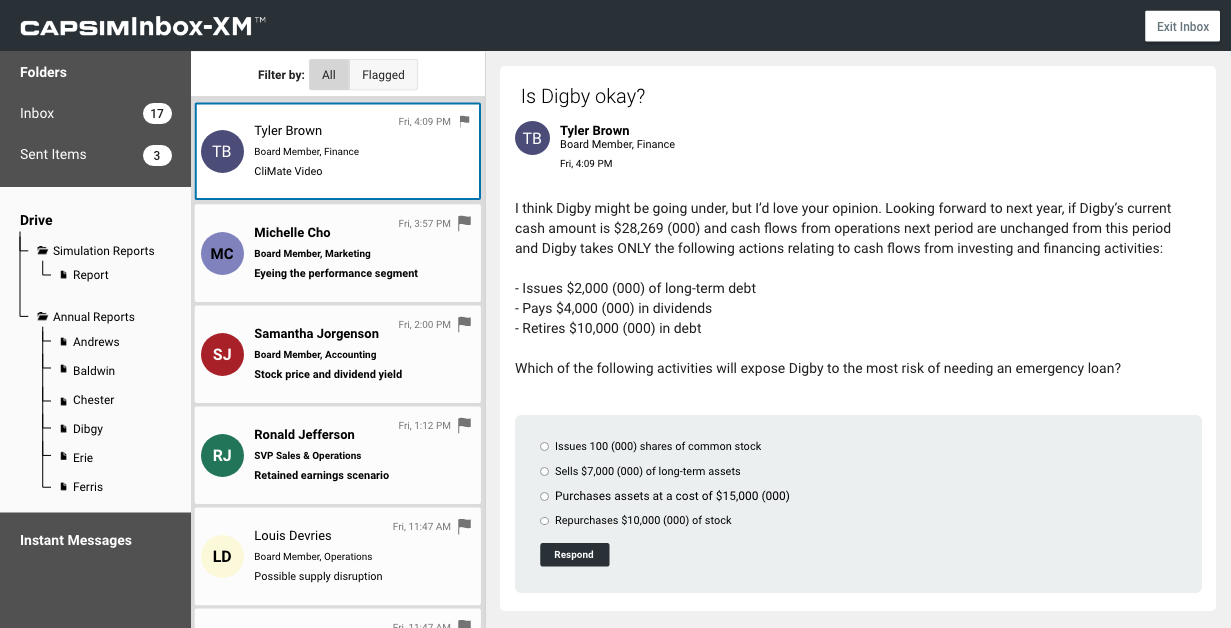 CAPSIMInbox-XM™
Exit Inbox
Folders
Inbox 17
Sent Items 3
Drive
Simulation Reports
Report
Annual Reports
Andrews
Baldwin
Chester
Dibgy
Erie
Ferris
Instant Messages
Filter by: All Flagged
Fri, 4:09 PM
TB
Tyler Brown
Board Member, Finance
CliMate Video
Fri, 3:57 PM
MC
Michelle Cho
Board Member, Marketing
Eyeing the performance segment
Fri, 2:00 PM
SJ
Samantha Jorgenson
Board Member, Accounting
Stock price and dividend yield
Fri, 1:12 PM
RJ
Ronald Jefferson
SVP Sales & Operations
Retained earnings scenario
Fri, 11:47 AM
LD
Louis Devries
Board Member, Operations
Possible supply disruption
Fri, 11:47 AM
Is Digby okay?
TB
Tyler Brown
Board Member, Finance
Fri, 4:09 PM
I think Digby might be going under, but I'd love your opinion. Looking forward to next year, if Digby's current
cash amount is $28,269 (000) and cash flows from operations next period are unchanged from this period
and Digby takes ONLY the following actions relating to cash flows from investing and financing activities:
- Issues $2,000 (000) of long-term debt
- Pays $4,000 (000) in dividends
- Retires $10,000 (000) in debt
Which of the following activities will expose Digby to the most risk of needing an emergency loan?
Issues 100 (000) shares of common stock
Sells $7,000 (000) of long-term assets
Purchases assets at a cost of $15,000 (000)
Repurchases $10,000 (000) of stock
Respond